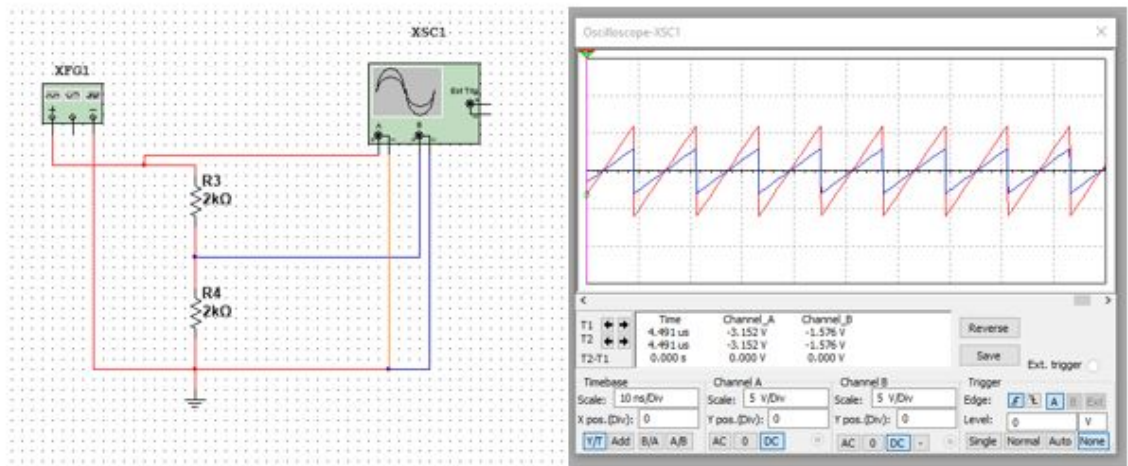 XFG1
XSC1
Ext Trig
R3
2kΩ
R4
2kΩ
A
B
Oscilloscope-XSC1
Time Channel_A Channel_B
T1 4.491 us -3.152 V -1.576 V
T2 4.491 us -3.152 V -1.576 V
T2-T1 0.000 s 0.000 V 0.000 V
Reverse
Save
Ext. trigger
Timebase
Scale: 10 ns/Div
X pos.(Div): 0
Y/T Add B/A A/B
Channel A
Scale: 5 V/Div
Y pos.(Div): 0
AC 0 DC
Channel B
Scale: 5 V/Div
Y pos.(Div): 0
AC 0 DC -
Trigger
Edge: A B Ext
Level: 0 V
Single Normal Auto None